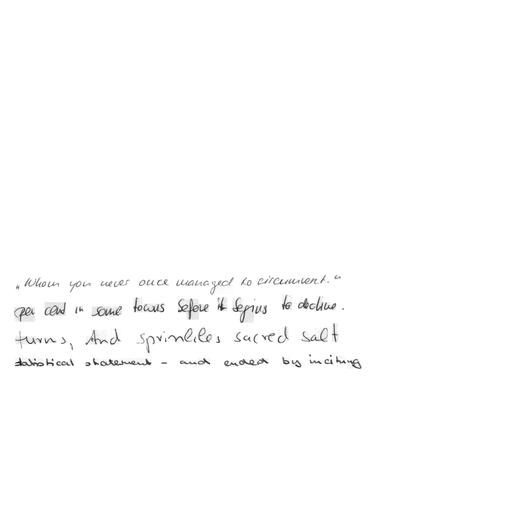 „Whom you never once managed to circumvent."
per cent in some towns before it begins to decline.
turns, And sprinkles sacred salt
statistical statement - and ended by inciting